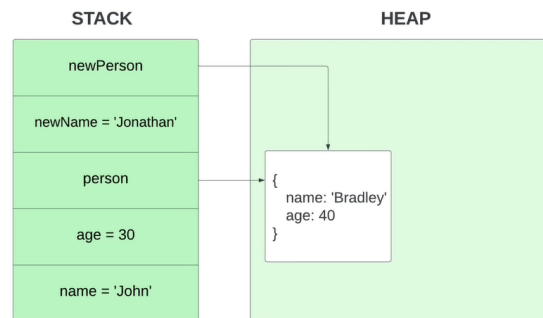 STACK
HEAP
newPerson
newName = 'Jonathan'
person
age = 30
name = 'John'
{
name: 'Bradley'
age: 40
}